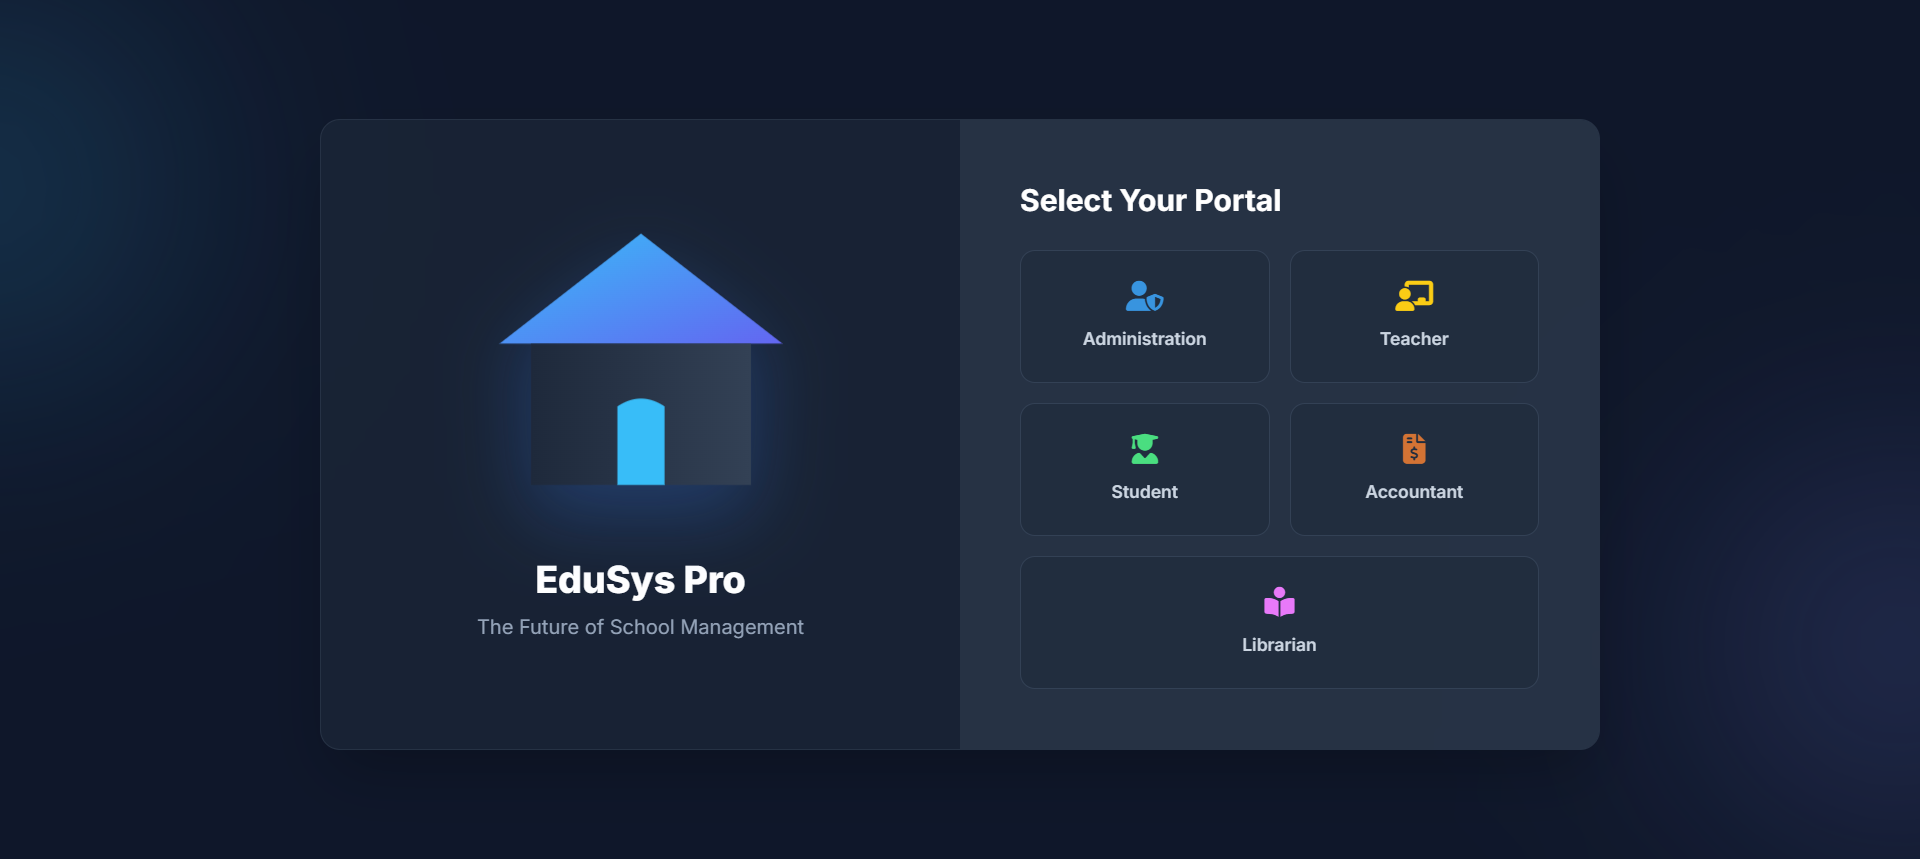 EduSys Pro
The Future of School Management
Select Your Portal
Administration
Teacher
Student
Accountant
$
Librarian